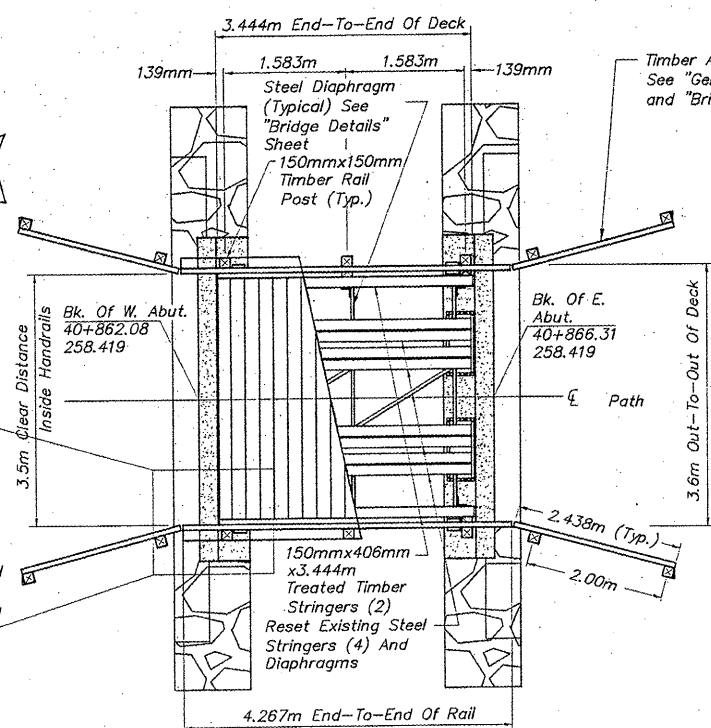 3.444m End-To-End Of Deck
139mm
1.583m
1.583m
139mm
Steel Diaphragm
(Typical) See
"Bridge Details"
Sheet
150mmx150mm
Timber Rail
Post (Typ.)
Timber
See
and
Bk. Of W. Abut.
40+862.08
258.419
Bk. Of E.
Abut.
40+866.31
258.419
3.5m Clear Distance
Inside Handrails
℄ Path
3.6m Out-To-Out Of Deck
2.438m (Typ.)
2.00m
150mmx406mm
x3.444m
Treated Timber
Stringers (2)
Reset Existing Steel
Stringers (4) And
Diaphragms
4.267m End-To-End Of Rail